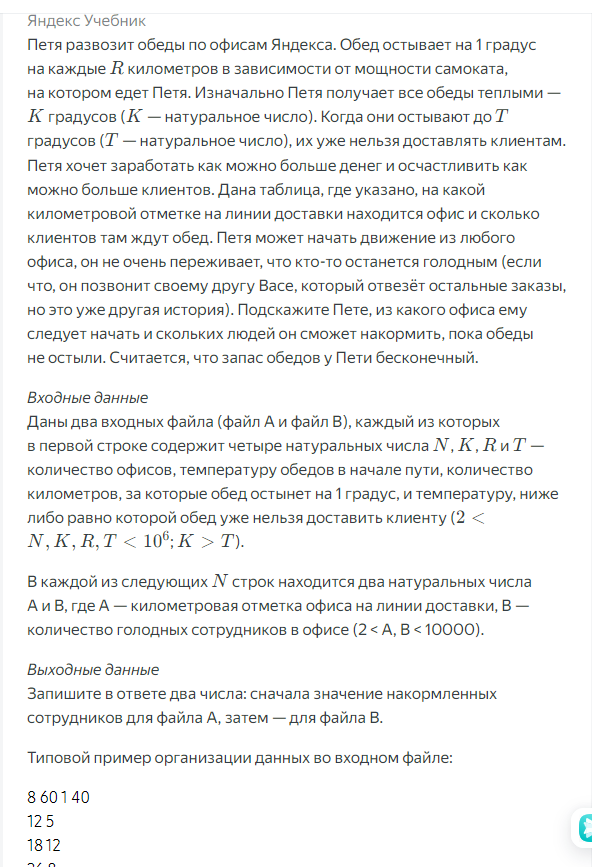 Яндекс Учебник
Петя развозит обеды по офисам Яндекса. Обед остывает на 1 градус
на каждые R километров в зависимости от мощности самоката,
на котором едет Петя. Изначально Петя получает все обеды теплыми —
K градусов (K — натуральное число). Когда они остывают до T
градусов (T — натуральное число), их уже нельзя доставлять клиентам.
Петя хочет заработать как можно больше денег и осчастливить как
можно больше клиентов. Дана таблица, где указано, на какой
километровой отметке на линии доставки находится офис и сколько
клиентов там ждут обед. Петя может начать движение из любого
офиса, он не очень переживает, что кто-то останется голодным (если
что, он позвонит своему другу Васе, который отвезёт остальные заказы,
но это уже другая история). Подскажите Пете, из какого офиса ему
следует начать и скольких людей он сможет накормить, пока обеды
не остыли. Считается, что запас обедов у Пети бесконечный.
Входные данные
Даны два входных файла (файл A и файл B), каждый из которых
в первой строке содержит четыре натуральных числа N, K, R и T —
количество офисов, температуру обедов в начале пути, количество
километров, за которые обед остынет на 1 градус, и температуру, ниже
либо равно которой обед уже нельзя доставить клиенту (2 <
N, K, R, T < 10⁶; K > T).
В каждой из следующих N строк находится два натуральных числа
A и B, где A — километровая отметка офиса на линии доставки, B —
количество голодных сотрудников в офисе (2 < A, B < 10000).
Выходные данные
Запишите в ответе два числа: сначала значение накормленных
сотрудников для файла A, затем — для файла B.
Типовой пример организации данных во входном файле:
8 60 1 40
12 5
18 12